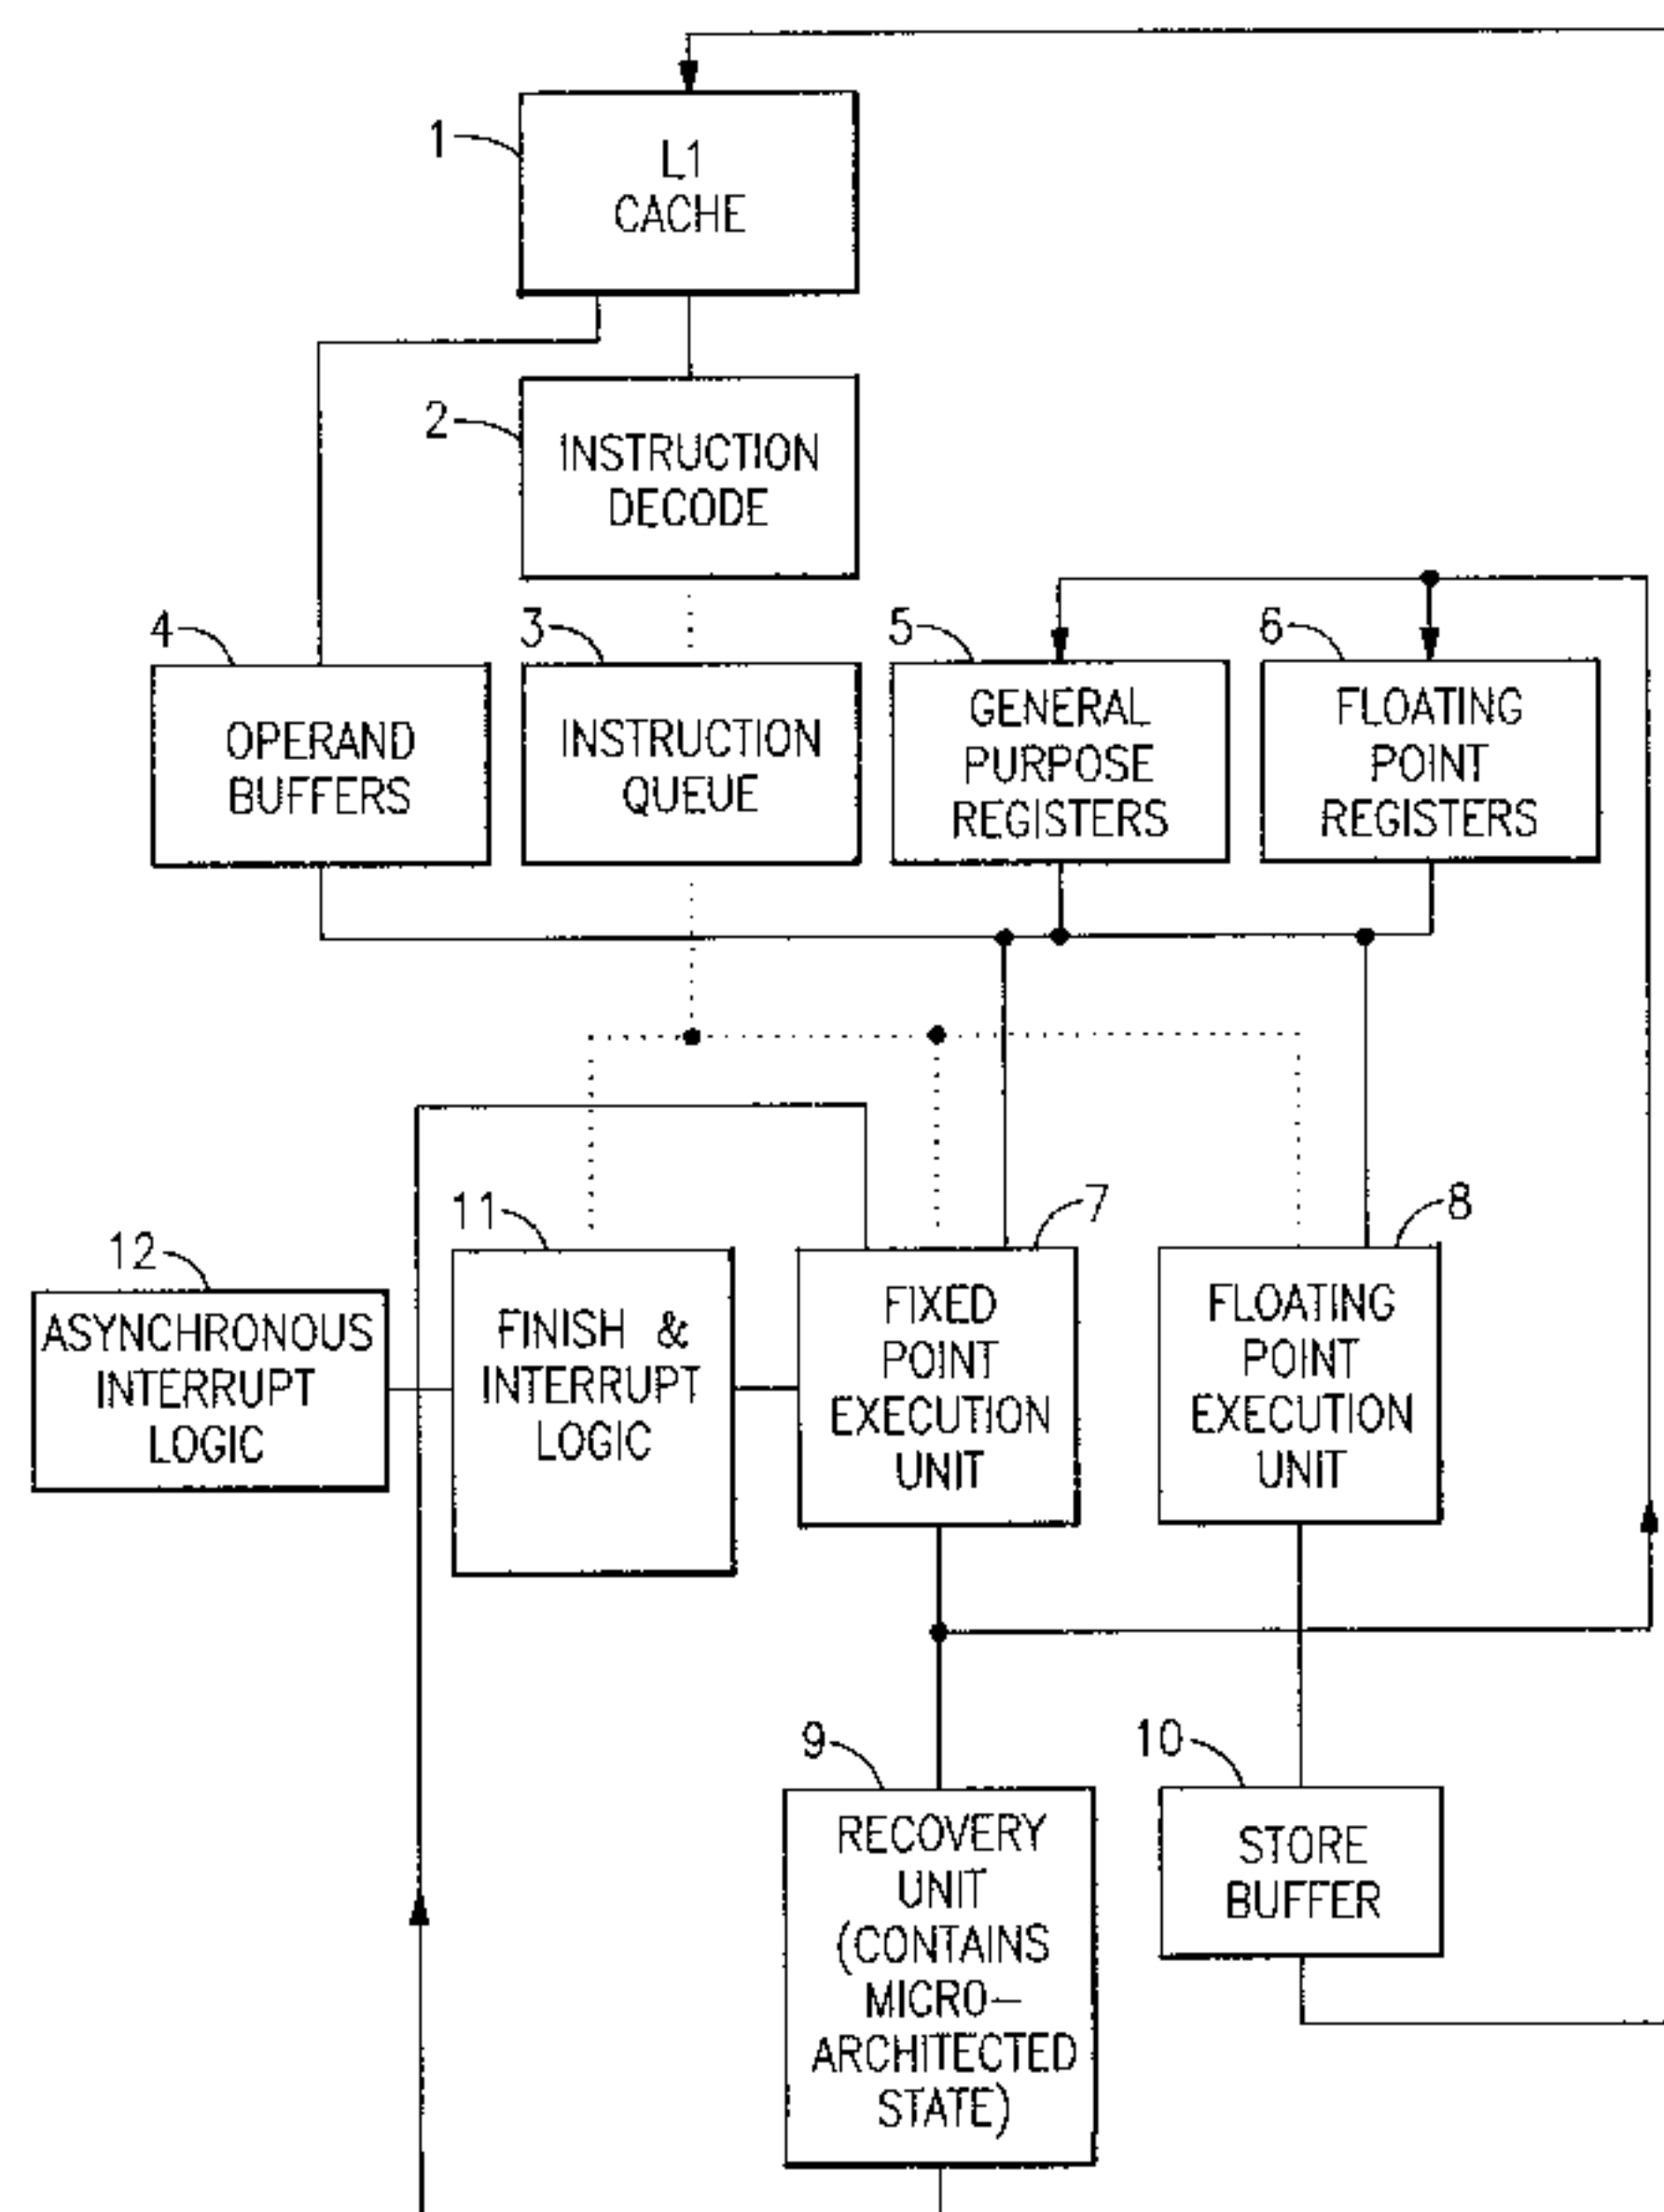 1
L1
CACHE
2
INSTRUCTION
DECODE
4
OPERAND
BUFFERS
3
INSTRUCTION
QUEUE
5
GENERAL
PURPOSE
REGISTERS
6
FLOATING
POINT
REGISTERS
12
ASYNCHRONOUS
INTERRUPT
LOGIC
11
FINISH &
INTERRUPT
LOGIC
7
FIXED
POINT
EXECUTION
UNIT
8
FLOATING
POINT
EXECUTION
UNIT
9
RECOVERY
UNIT
(CONTAINS
MICRO-
ARCHITECTED
STATE)
10
STORE
BUFFER